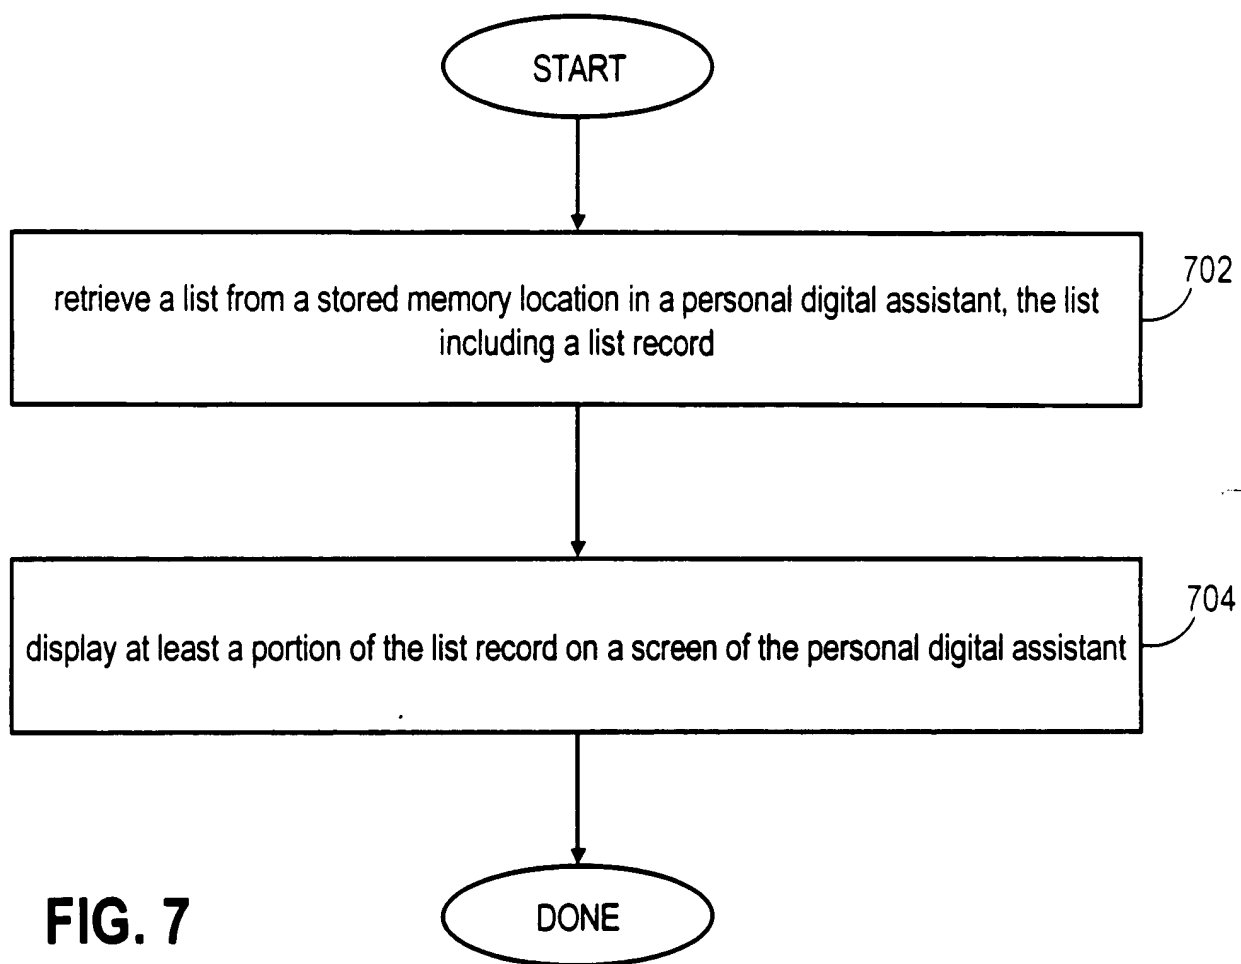 START
retrieve a list from a stored memory location in a personal digital assistant, the list
including a list record
702
display at least a portion of the list record on a screen of the personal digital assistant
704
DONE
FIG. 7